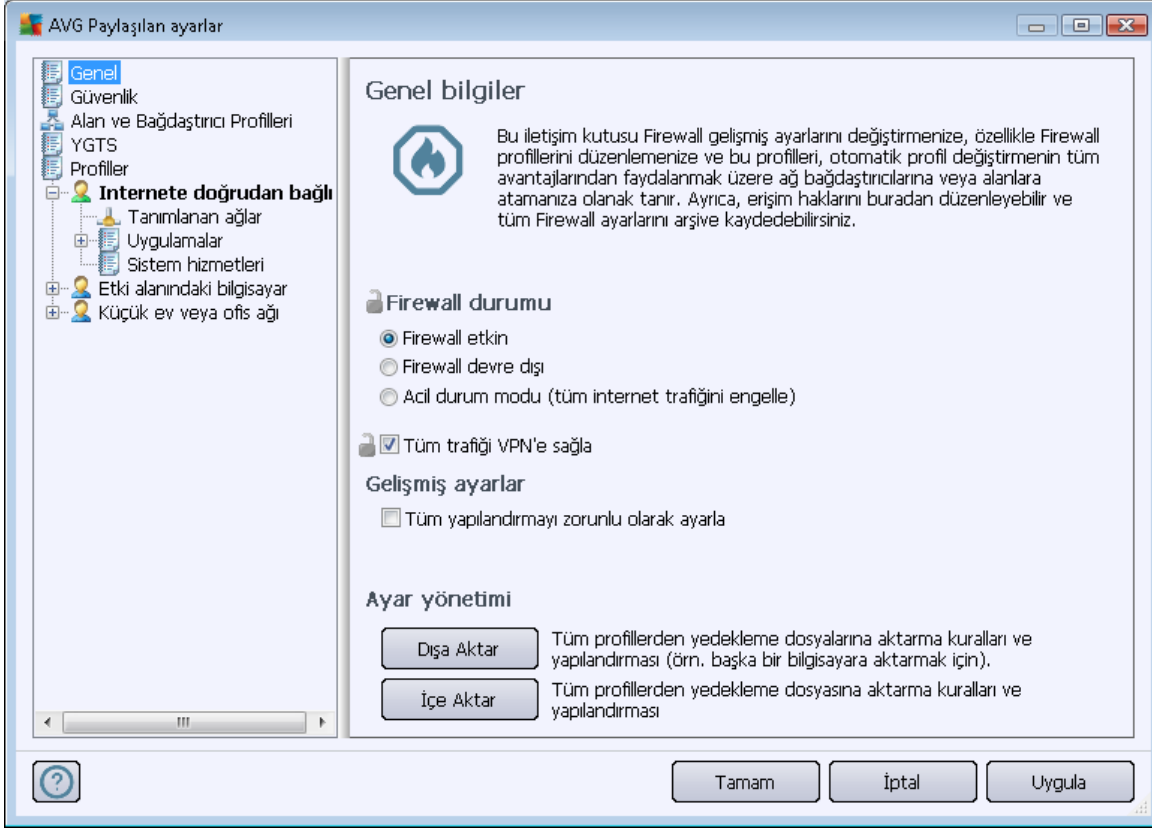 AVG Paylaşılan ayarlar
Genel
Güvenlik
Alan ve Bağdaştırıcı Profilleri
YGTS
Profiller
Internete doğrudan bağlı
Tanımlanan ağlar
Uygulamalar
Sistem hizmetleri
Etki alanındaki bilgisayar
Küçük ev veya ofis ağı
Genel bilgiler
Bu iletişim kutusu Firewall gelişmiş ayarlarını değiştirmenize, özellikle Firewall
profillerini düzenlemenize ve bu profilleri, otomatik profil değiştirmenin tüm
avantajlarından faydalanmak üzere ağ bağdaştırıcılarına veya alanlara
atamanıza olanak tanır. Ayrıca, erişim haklarını buradan düzenleyebilir ve
tüm Firewall ayarlarını arşive kaydedebilirsiniz.
Firewall durumu
Firewall etkin
Firewall devre dışı
Acil durum modu (tüm internet trafiğini engelle)
Tüm trafiği VPN'e sağla
Gelişmiş ayarlar
Tüm yapılandırmayı zorunlu olarak ayarla
Ayar yönetimi
Dışa Aktar
Tüm profillerden yedekleme dosyalarına aktarma kuralları ve
yapılandırması (örn. başka bir bilgisayara aktarmak için).
İçe Aktar
Tüm profillerden yedekleme dosyasına aktarma kuralları ve
yapılandırması
Tamam
İptal
Uygula